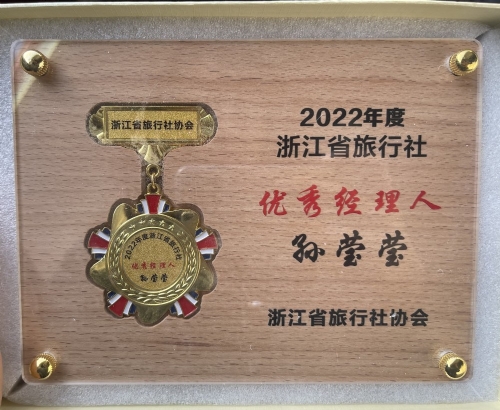 浙江省旅行社协会
2022年度浙江省旅行社
优秀经理人
孙莹莹
2022年度
浙江省旅行社
优秀经理人
孙莹莹
浙江省旅行社协会